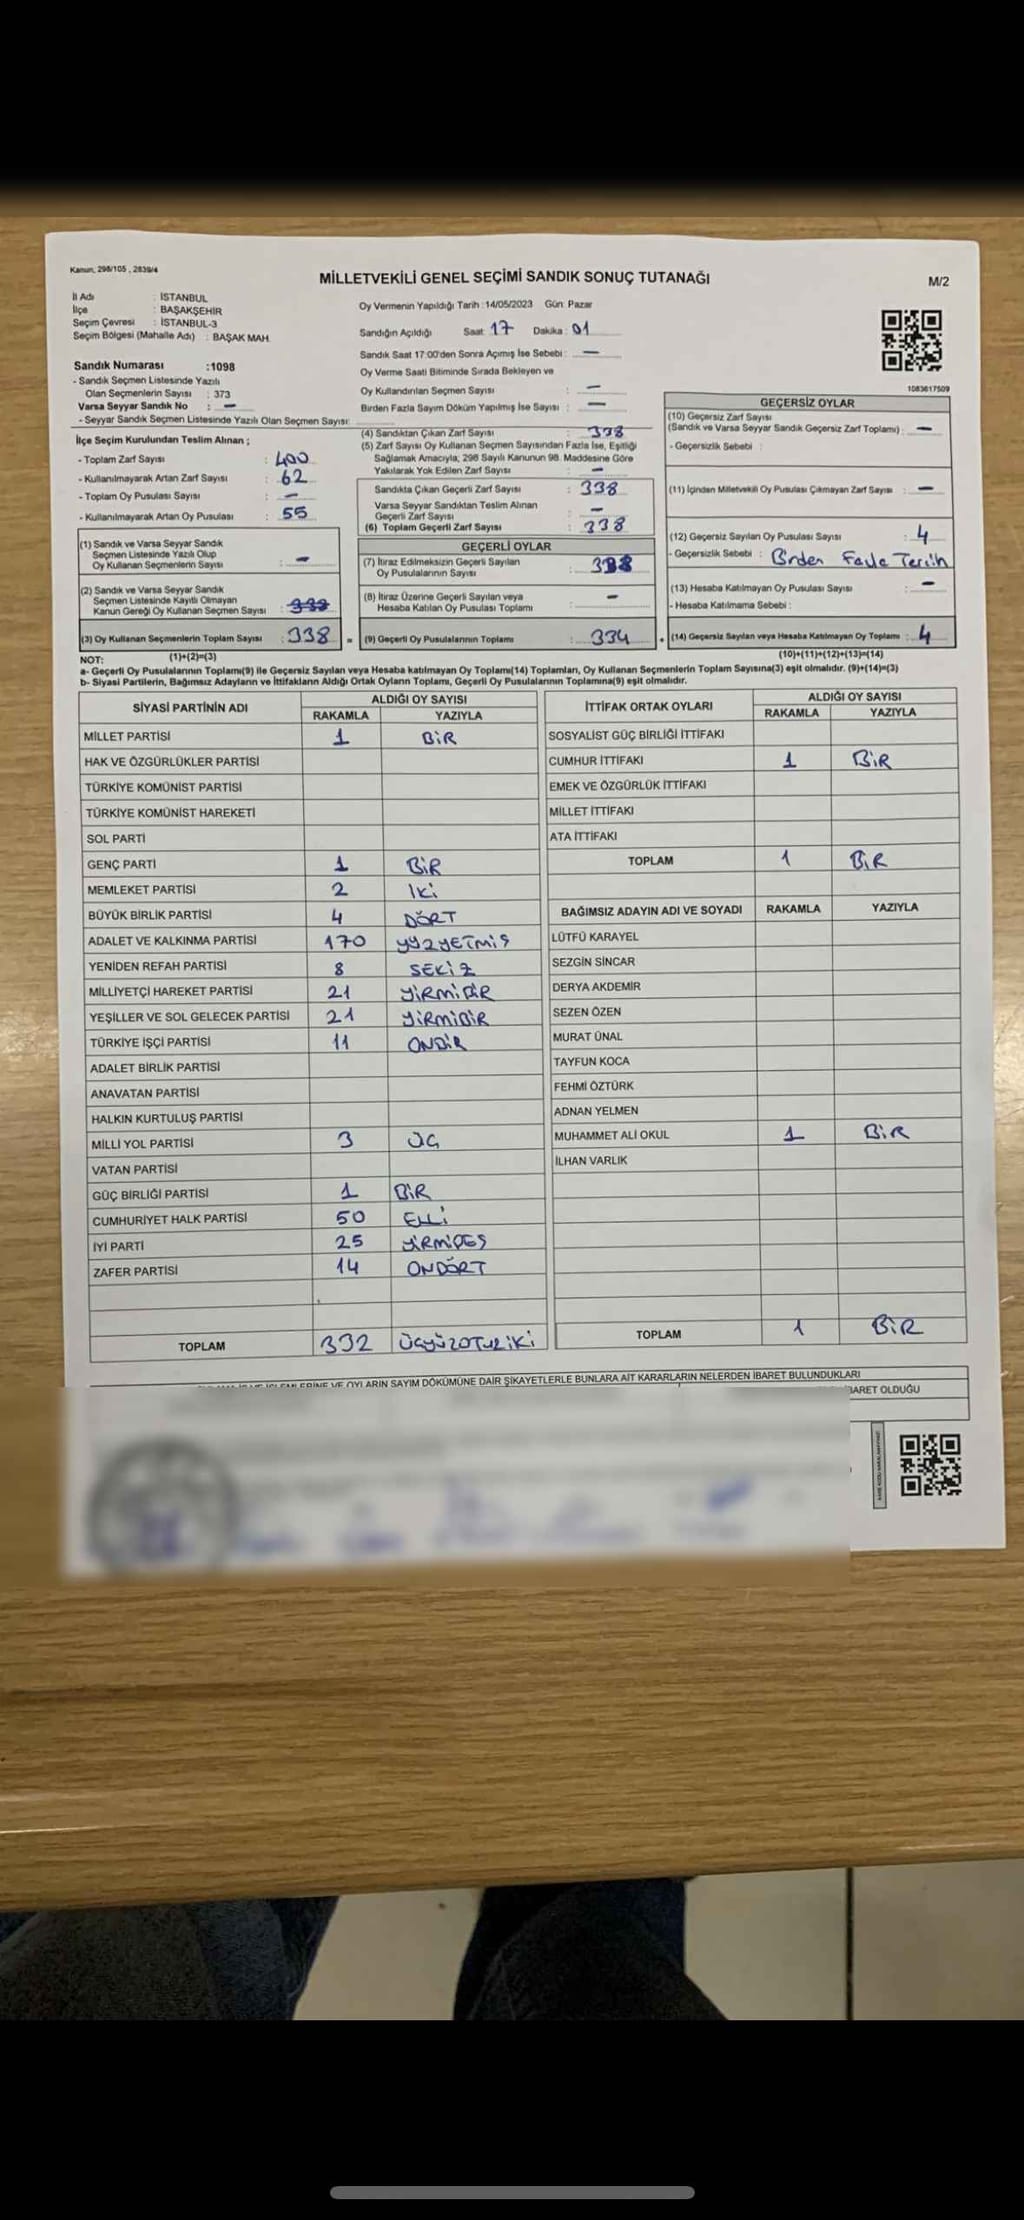 Kanun, 298/105 , 2839/4
MİLLETVEKİLİ GENEL SEÇİMİ SANDIK SONUÇ TUTANAĞI
M/2
İl Adı : İSTANBUL
İlçe : BAŞAKŞEHİR
Seçim Çevresi : İSTANBUL-3
Seçim Bölgesi (Mahalle Adı) : BAŞAK MAH.
Sandık Numarası :1098
- Sandık Seçmen Listesinde Yazılı
Olan Seçmenlerin Sayısı : 373
Varsa Seyyar Sandık No : —
- Seyyar Sandık Seçmen Listesinde Yazılı Olan Seçmen Sayısı:
İlçe Seçim Kurulundan Teslim Alınan ;
- Toplam Zarf Sayısı : 400
- Kullanılmayarak Artan Zarf Sayısı : 62
- Toplam Oy Pusulası Sayısı : —
- Kullanılmayarak Artan Oy Pusulası : 55
(1) Sandık ve Varsa Seyyar Sandık
Seçmen Listesinde Yazılı Olup
Oy Kullanan Seçmenlerin Sayısı : —
(2) Sandık ve Varsa Seyyar Sandık
Seçmen Listesinde Kayıtlı Olmayan
Kanun Gereği Oy Kullanan Seçmen Sayısı :
(3) Oy Kullanan Seçmenlerin Toplam Sayısı : 338 =
(1)+(2)=(3)
Oy Vermenin Yapıldığı Tarih :14/05/2023 Gün: Pazar
Sandığın Açıldığı Saat: 17 Dakika : 01
Sandık Saat 17:00'den Sonra Açımış İse Sebebi : —
Oy Verme Saati Bitiminde Sırada Bekleyen ve
Oy Kullandırılan Seçmen Sayısı : —
Birden Fazla Sayım Döküm Yapılmış İse Sayısı : —
(4) Sandıktan Çıkan Zarf Sayısı : 338
(5) Zarf Sayısı Oy Kullanan Seçmen Sayısından Fazla İse, Eşitliği
Sağlamak Amacıyla; 298 Sayılı Kanunun 98. Maddesine Göre
Yakılarak Yok Edilen Zarf Sayısı : —
Sandıkta Çıkan Geçerli Zarf Sayısı : 338
Varsa Seyyar Sandıktan Teslim Alınan
Geçerli Zarf Sayısı : —
(6) Toplam Geçerli Zarf Sayısı : 338
GEÇERLİ OYLAR
(7) İtiraz Edilmeksizin Geçerli Sayılan
Oy Pusulalarının Sayısı :
(8) İtiraz Üzerine Geçerli Sayılan veya
Hesaba Katılan Oy Pusulası Toplamı : —
(9) Geçerli Oy Pusulalarının Toplamı : 334 +
1083617509
GEÇERSİZ OYLAR
(10) Geçersiz Zarf Sayısı
(Sandık ve Varsa Seyyar Sandık Geçersiz Zarf Toplamı) : —
- Geçersizlik Sebebi :
(11) İçinden Milletvekili Oy Pusulası Çıkmayan Zarf Sayısı : —
(12) Geçersiz Sayılan Oy Pusulası Sayısı : 4
- Geçersizlik Sebebi : Birden Fazla Tercih
(13) Hesaba Katılmayan Oy Pusulası Sayısı : —
- Hesaba Katılmama Sebebi :
(14) Geçersiz Sayılan veya Hesaba Katılmayan Oy Toplamı : 4
(10)+(11)+(12)+(13)=(14)
NOT:
a- Geçerli Oy Pusulalarının Toplamı(9) ile Geçersiz Sayılan veya Hesaba katılmayan Oy Toplamı(14) Toplamları, Oy Kullanan Seçmenlerin Toplam Sayısına(3) eşit olmalıdır. (9)+(14)=(3)
b- Siyasi Partilerin, Bağımsız Adayların ve İttifakların Aldığı Ortak Oyların Toplamı, Geçerli Oy Pusulalarının Toplamına(9) eşit olmalıdır.
SİYASİ PARTİNİN ADI
ALDIĞI OY SAYISI
RAKAMLA YAZIYLA
MİLLET PARTİSİ 1 BİR
HAK VE ÖZGÜRLÜKLER PARTİSİ
TÜRKİYE KOMÜNİST PARTİSİ
TÜRKİYE KOMÜNİST HAREKETİ
SOL PARTİ
GENÇ PARTİ 1 BİR
MEMLEKET PARTİSİ 2 İKİ
BÜYÜK BİRLİK PARTİSİ 4 DÖRT
ADALET VE KALKINMA PARTİSİ 170 YÜZYETMİŞ
YENİDEN REFAH PARTİSİ 8 SEKİZ
MİLLİYETÇİ HAREKET PARTİSİ 21 YİRMİBİR
YEŞİLLER VE SOL GELECEK PARTİSİ 21 YİRMİBİR
TÜRKİYE İŞÇİ PARTİSİ 11 ONBİR
ADALET BİRLİK PARTİSİ
ANAVATAN PARTİSİ
HALKIN KURTULUŞ PARTİSİ
MİLLİ YOL PARTİSİ 3 ÜÇ
VATAN PARTİSİ
GÜÇ BİRLİĞİ PARTİSİ 1 BİR
CUMHURİYET HALK PARTİSİ 50 ELLİ
İYİ PARTİ 25 YİRMİBEŞ
ZAFER PARTİSİ 14 ONDÖRT
TOPLAM 332 ÜÇYÜZOTUZİKİ
İTTİFAK ORTAK OYLARI
ALDIĞI OY SAYISI
RAKAMLA YAZIYLA
SOSYALİST GÜÇ BİRLİĞİ İTTİFAKI
CUMHUR İTTİFAKI 1 BİR
EMEK VE ÖZGÜRLÜK İTTİFAKI
MİLLET İTTİFAKI
ATA İTTİFAKI
TOPLAM 1 BİR
BAĞIMSIZ ADAYIN ADI VE SOYADI RAKAMLA YAZIYLA
LÜTFÜ KARAYEL
SEZGİN SİNCAR
DERYA AKDEMİR
SEZEN ÖZEN
MURAT ÜNAL
TAYFUN KOCA
FEHMİ ÖZTÜRK
ADNAN YELMEN
MUHAMMET ALİ OKUL 1 BİR
İLHAN VARLIK
TOPLAM 1 BİR
VE OYLARIN SAYIM DÖKÜMÜNE DAİR ŞİKAYETLERLE BUNLARA AİT KARARLARIN NELERDEN İBARET BULUNDUKLARI
OLDUĞU